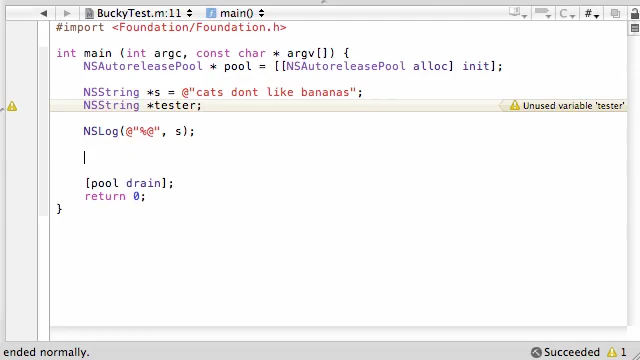 BuckyTest.m:11 main() C #
#import <Foundation/Foundation.h>
int main (int argc, const char * argv[]) {
NSAutoreleasePool * pool = [[NSAutoreleasePool alloc] init];
NSString *s = @"cats dont like bananas";
NSString *tester; Unused variable 'tester'
NSLog(@"%@", s);
[pool drain];
return 0;
}
ended normally. Succeeded 1